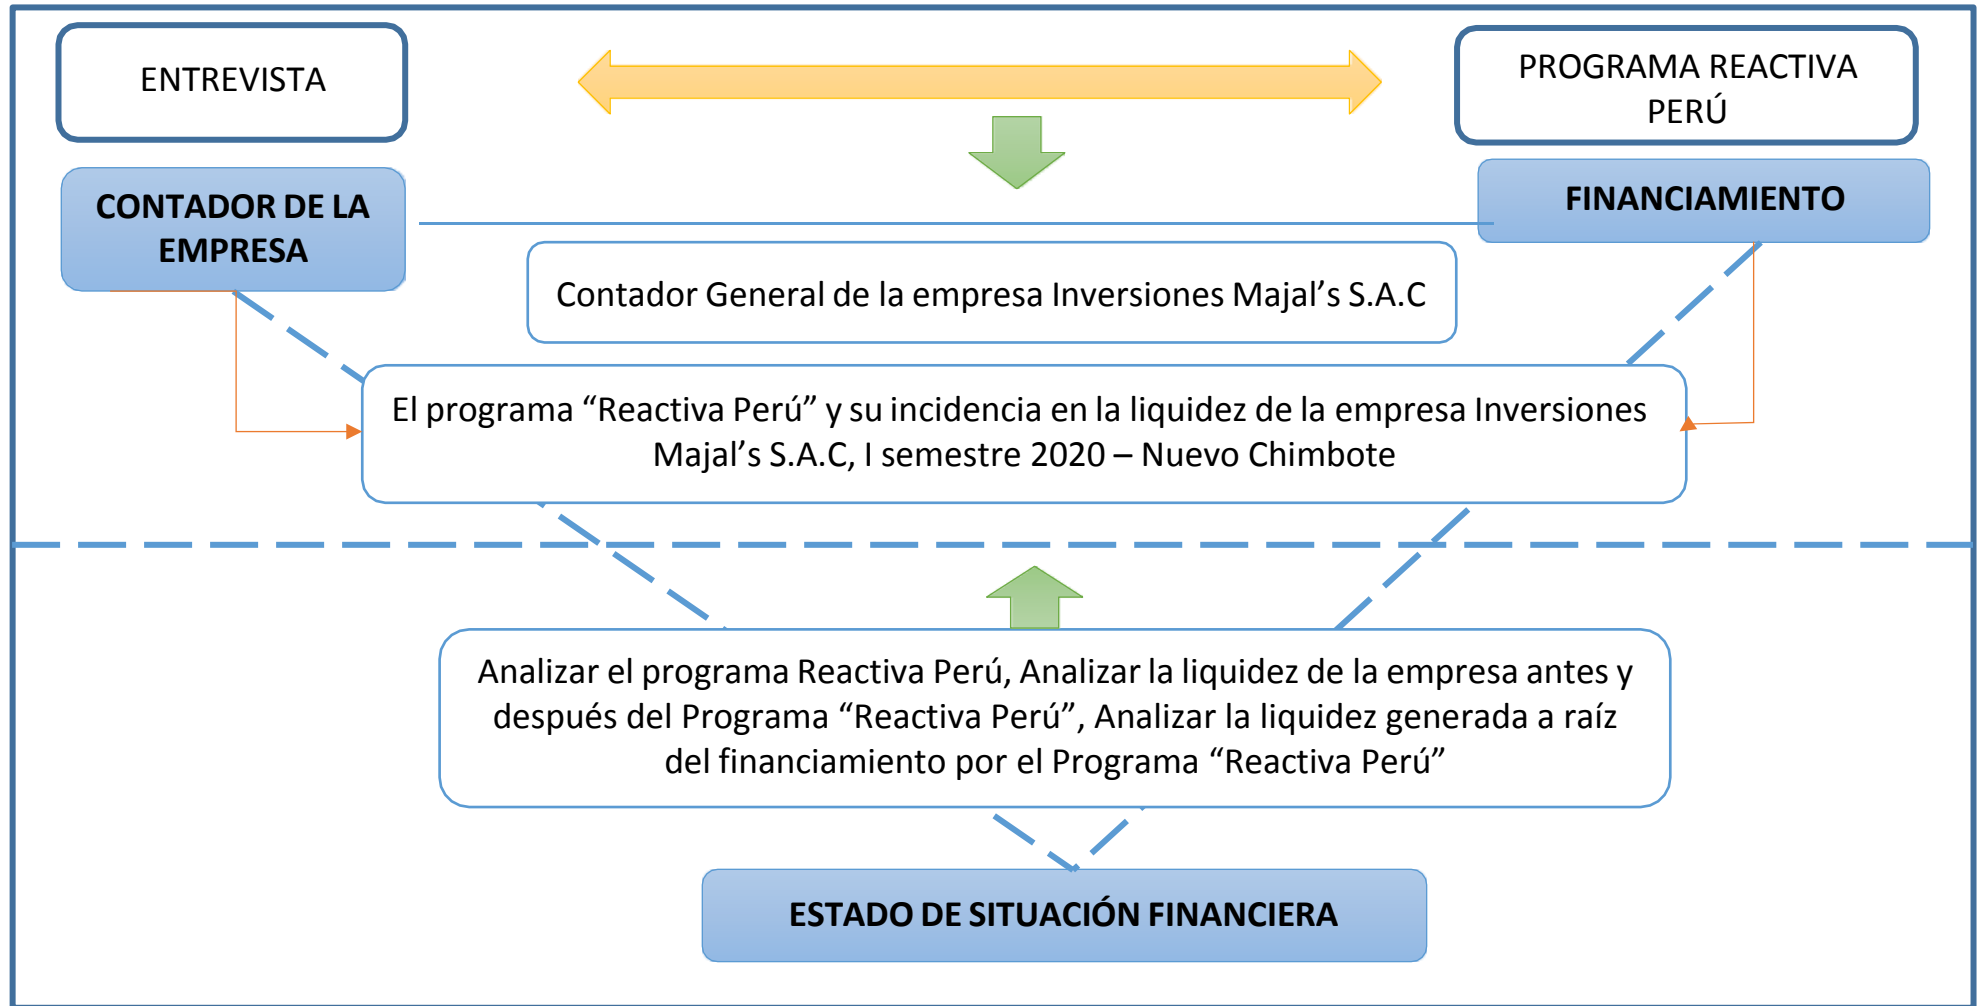 ENTREVISTA
PROGRAMA REACTIVA
PERÚ
CONTADOR DE LA
EMPRESA
FINANCIAMIENTO
Contador General de la empresa Inversiones Majal’s S.A.C
El programa “Reactiva Perú” y su incidencia en la liquidez de la empresa Inversiones
Majal’s S.A.C, I semestre 2020 – Nuevo Chimbote
Analizar el programa Reactiva Perú, Analizar la liquidez de la empresa antes y
después del Programa “Reactiva Perú”, Analizar la liquidez generada a raíz
del financiamiento por el Programa “Reactiva Perú”
ESTADO DE SITUACIÓN FINANCIERA